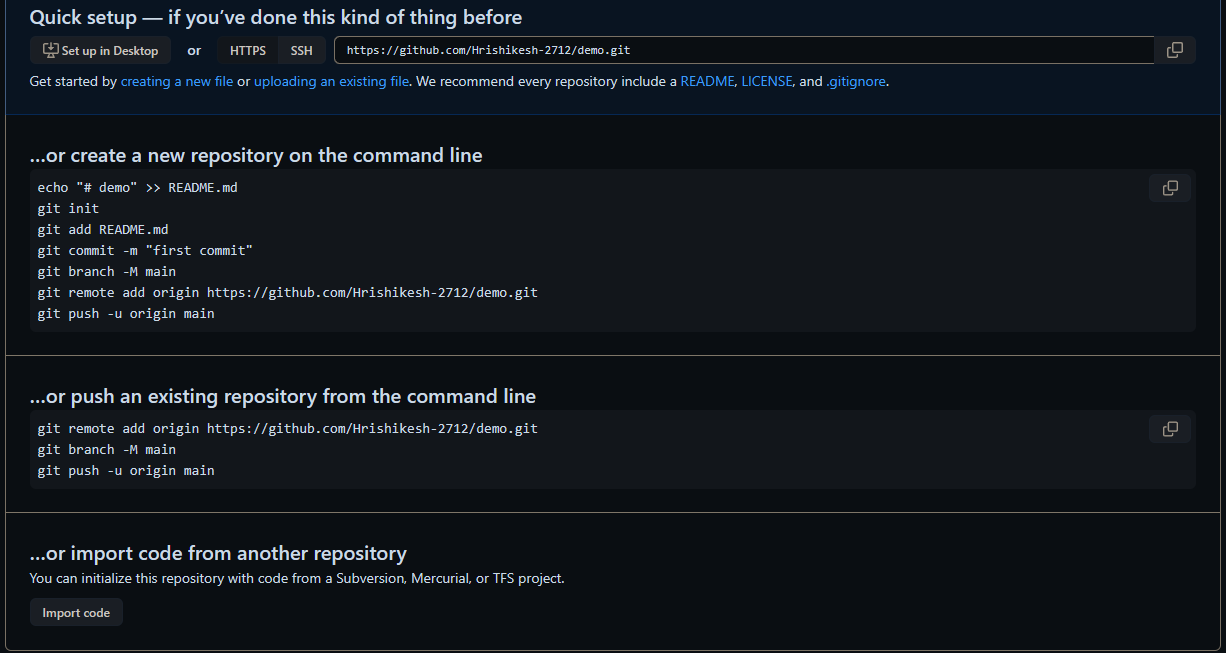 Quick setup — if you’ve done this kind of thing before
Set up in Desktop or HTTPS SSH https://github.com/Hrishikesh-2712/demo.git
Get started by creating a new file or uploading an existing file. We recommend every repository include a README, LICENSE, and .gitignore.
…or create a new repository on the command line
echo "# demo" >> README.md
git init
git add README.md
git commit -m "first commit"
git branch -M main
git remote add origin https://github.com/Hrishikesh-2712/demo.git
git push -u origin main
…or push an existing repository from the command line
git remote add origin https://github.com/Hrishikesh-2712/demo.git
git branch -M main
git push -u origin main
…or import code from another repository
You can initialize this repository with code from a Subversion, Mercurial, or TFS project.
Import code